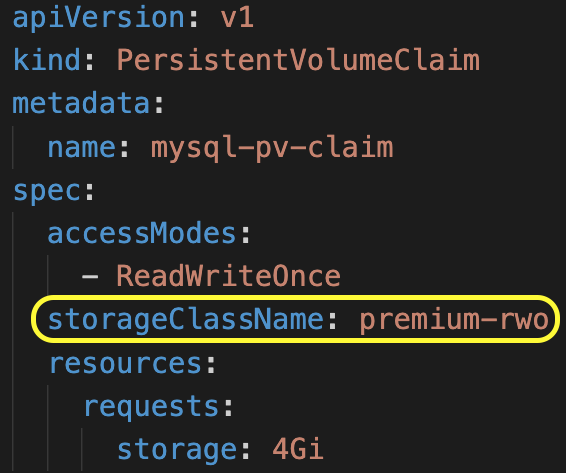 apiVersion: v1
kind: PersistentVolumeClaim
metadata:
  name: mysql-pv-claim
spec:
  accessModes:
    - ReadWriteOnce
  storageClassName: premium-rwo
  resources:
    requests:
      storage: 4Gi